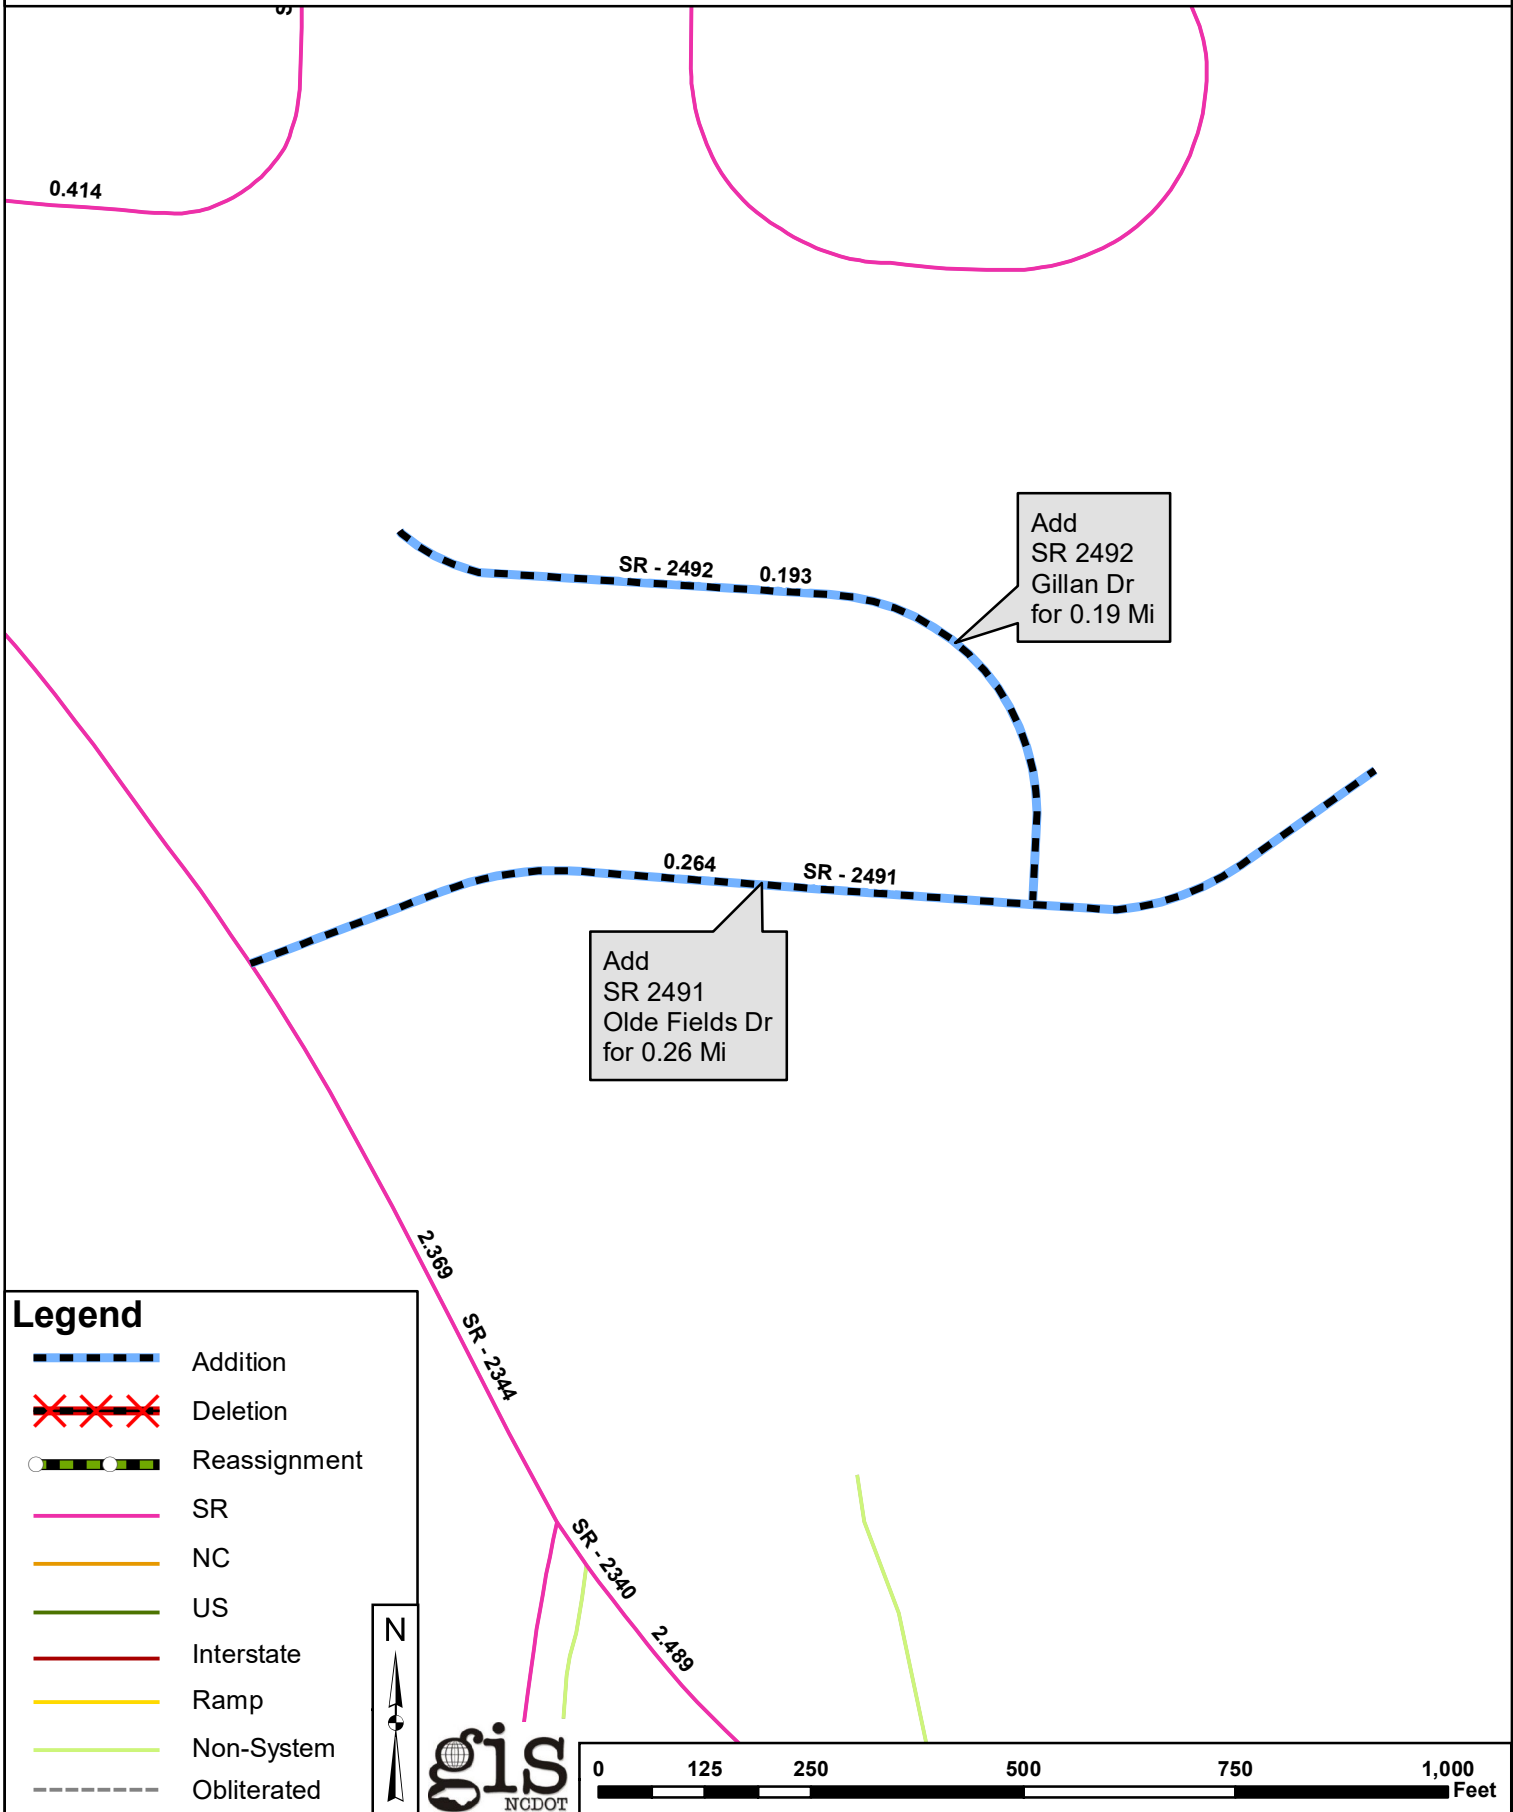 0.414
SR - 2492 0.193
Add
SR 2492
Gillan Dr
for 0.19 Mi
0.264 SR - 2491
Add
SR 2491
Olde Fields Dr
for 0.26 Mi
2.369
SR - 2344
SR - 2340
2.489
Legend
Addition
Deletion
Reassignment
SR
NC
US
Interstate
Ramp
Non-System
Obliterated
N
gis
NCDOT
0 125 250 500 750 1,000
Feet